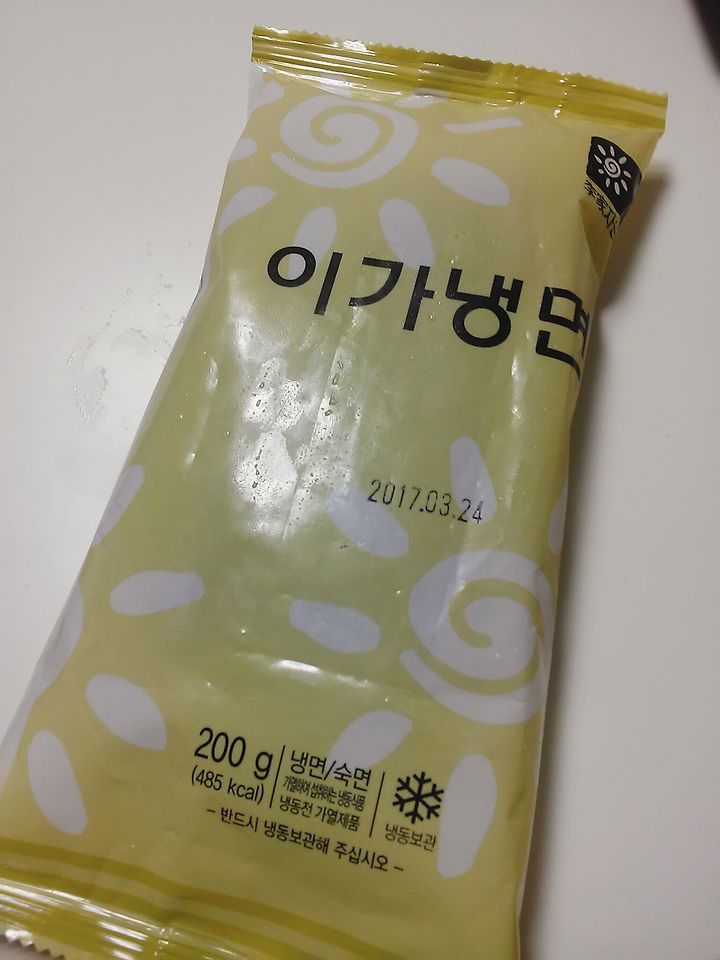 이가냉면
2017.03.24
200 g
(485 kcal)
냉면/숙면
가열하여 섭취하는 냉동식품
냉동전 가열제품
냉동보관
- 반드시 냉동보관해 주십시오 -